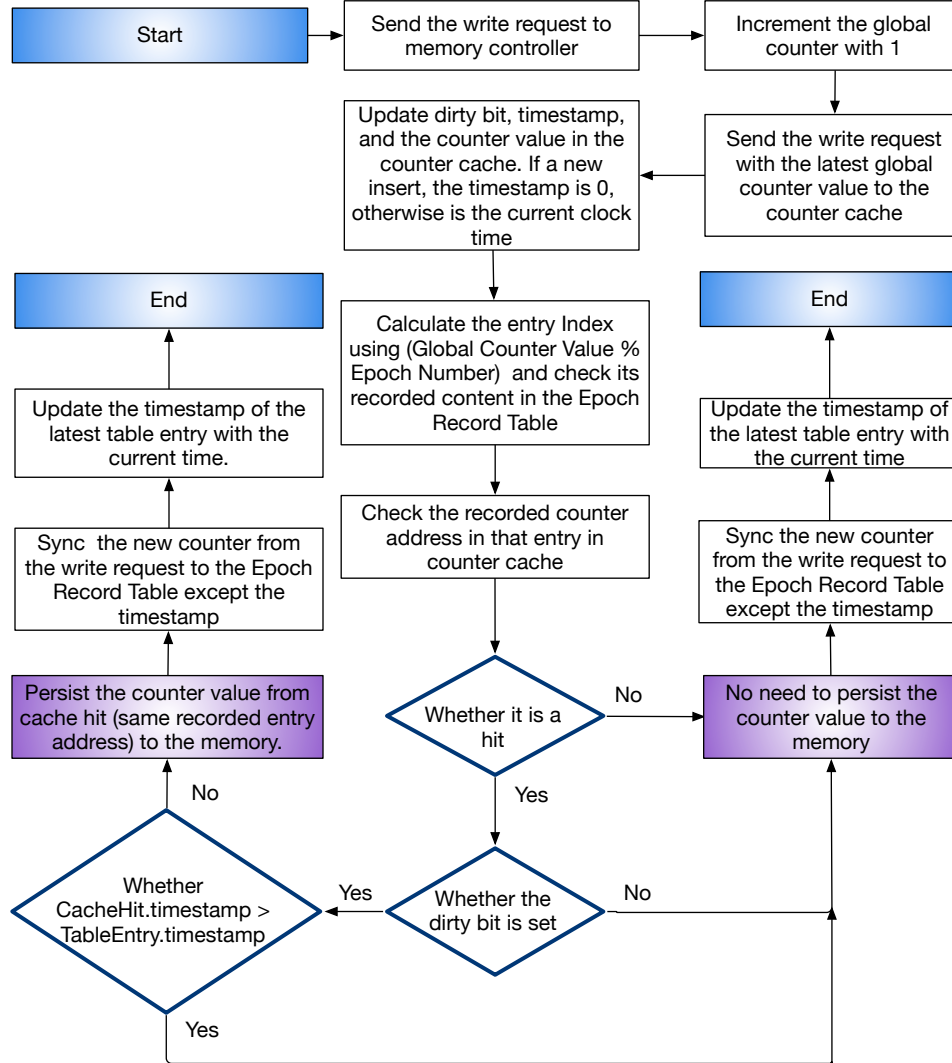 Start
Send the write request to
memory controller
Increment the global
counter with 1
Send the write request
with the latest global
counter value to the
counter cache
Update dirty bit, timestamp,
and the counter value in the
counter cache. If a new
insert, the timestamp is 0,
otherwise is the current clock
time
Calculate the entry Index
using (Global Counter Value %
Epoch Number) and check its
recorded content in the Epoch
Record Table
Check the recorded counter
address in that entry in
counter cache
Whether it is a
hit
No
Yes
Whether the
dirty bit is set
No
Yes
Whether
CacheHit.timestamp >
TableEntry.timestamp
No
Yes
Persist the counter value from
cache hit (same recorded entry
address) to the memory.
Sync the new counter from
the write request to the Epoch
Record Table except the
timestamp
Update the timestamp of the
latest table entry with the
current time.
End
No need to persist the
counter value to the
memory
Sync the new counter
from the write request to
the Epoch Record Table
except the timestamp
Update the timestamp of
the latest table entry with
the current time
End